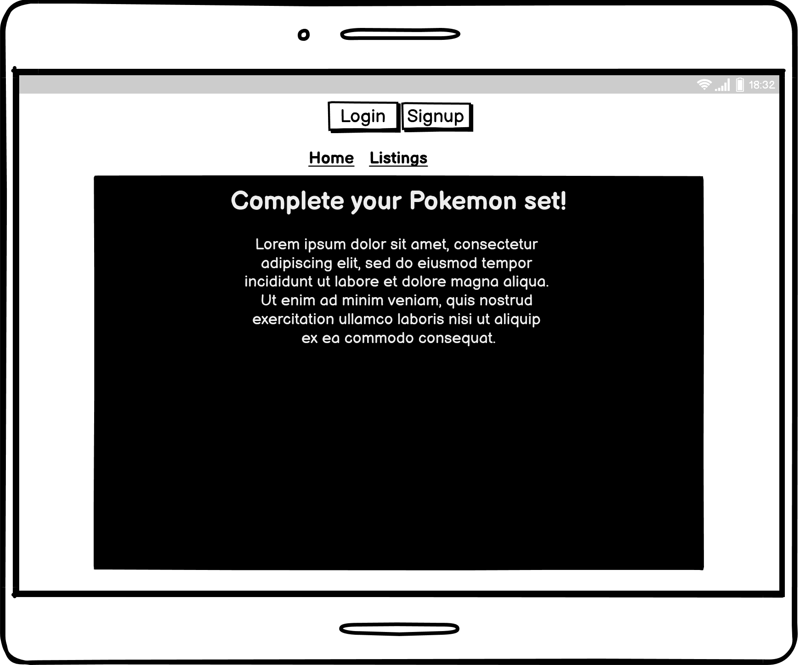 18:32
Login Signup
Home Listings
Complete your Pokemon set!
Lorem ipsum dolor sit amet, consectetur
adipiscing elit, sed do eiusmod tempor
incididunt ut labore et dolore magna aliqua.
Ut enim ad minim veniam, quis nostrud
exercitation ullamco laboris nisi ut aliquip
ex ea commodo consequat.